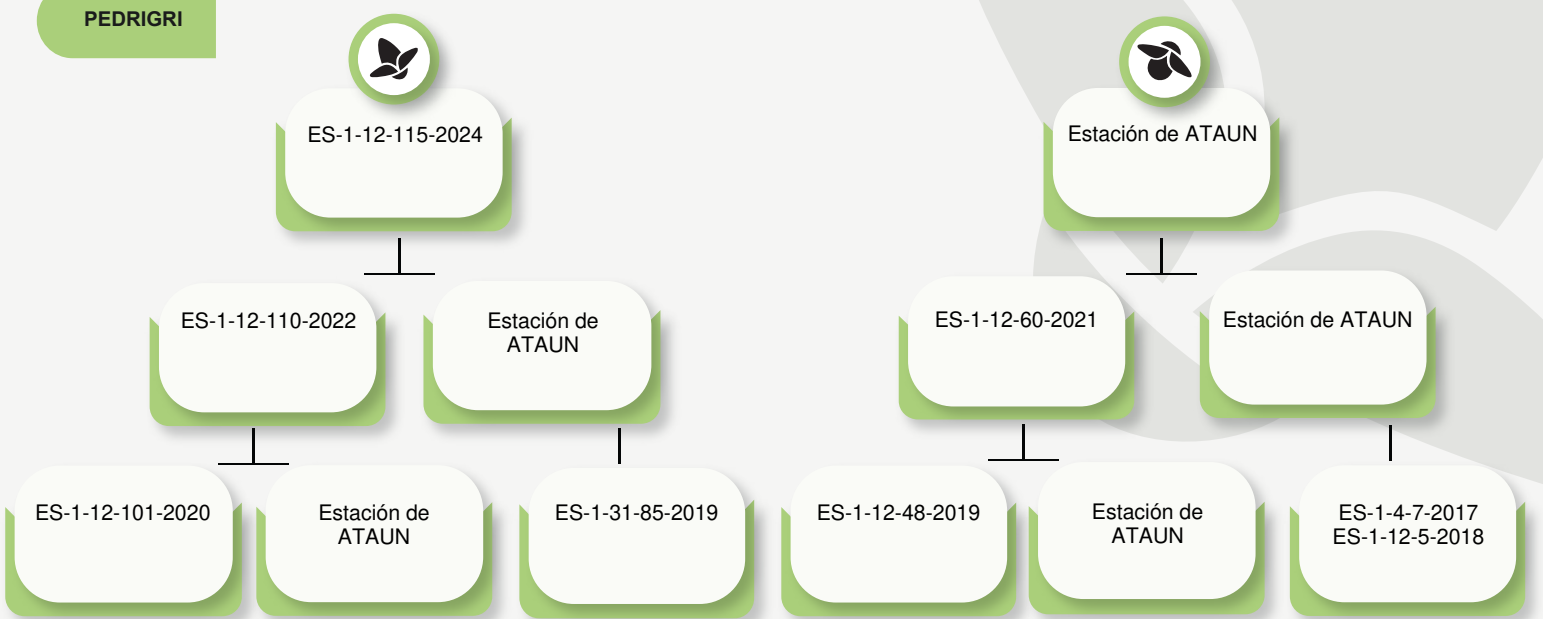 PEDRIGRI
ES-1-12-115-2024
Estación de ATAUN
ES-1-12-110-2022
Estación de
ATAUN
ES-1-12-60-2021
Estación de ATAUN
ES-1-12-101-2020
Estación de
ATAUN
ES-1-31-85-2019
ES-1-12-48-2019
Estación de
ATAUN
ES-1-4-7-2017
ES-1-12-5-2018